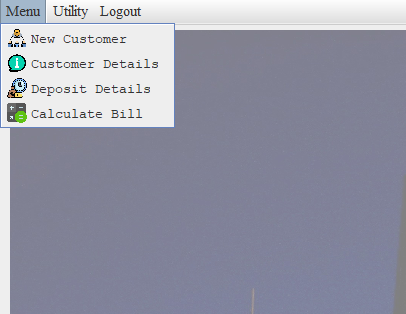 Menu Utility Logout
New Customer
Customer Details
Deposit Details
Calculate Bill